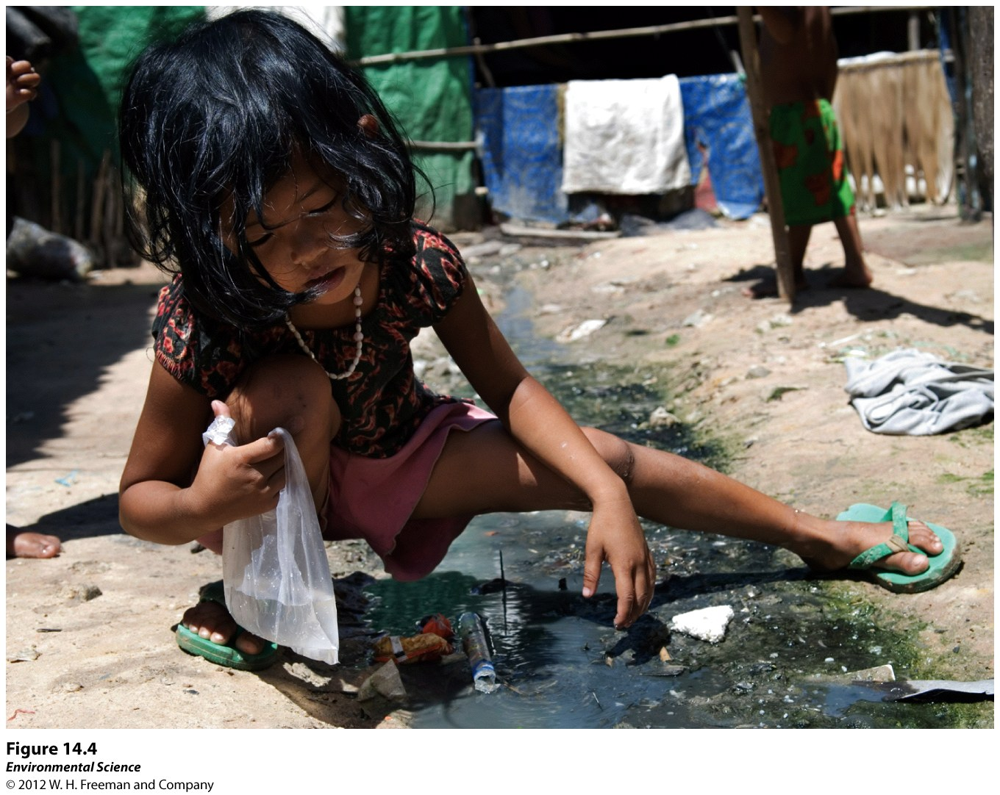 Figure 14.4
Environmental Science
© 2012 W. H. Freeman and Company